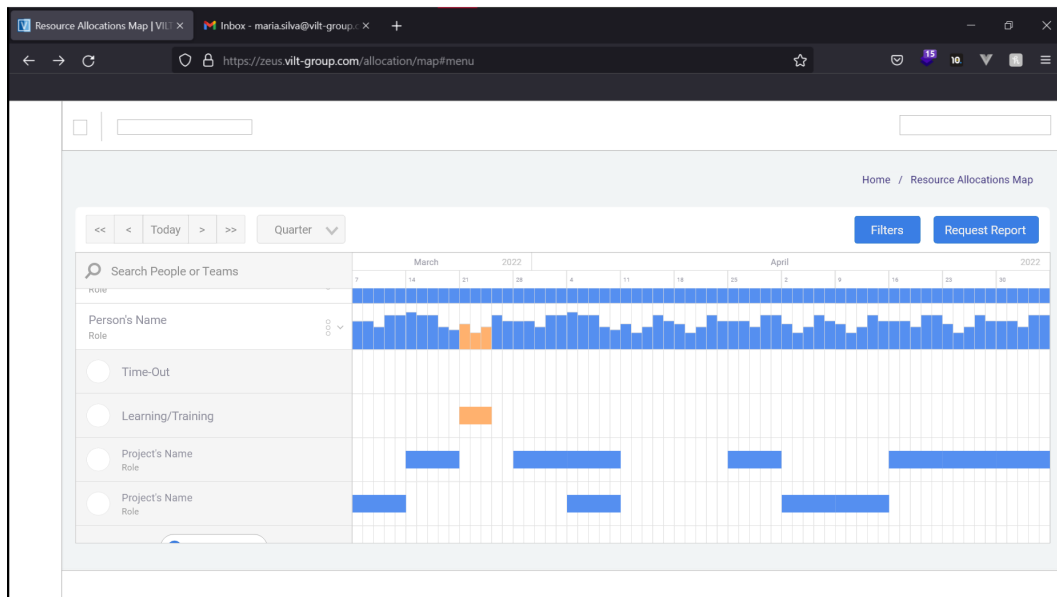 Resource Allocations Map | VIL
Inbox - maria.silva@vilt-group.c
https://zeus.vilt-group.com/allocation/map#menu
15
10.
Home / Resource Allocations Map
<< < Today > >> Quarter
Filters
Request Report
Search People or Teams
March 2022 April 2022
7 14 21 28 4 11 18 25 2 9 16 23 30
Role
Person's Name
Role
Time-Out
Learning/Training
Project's Name
Role
Project's Name
Role